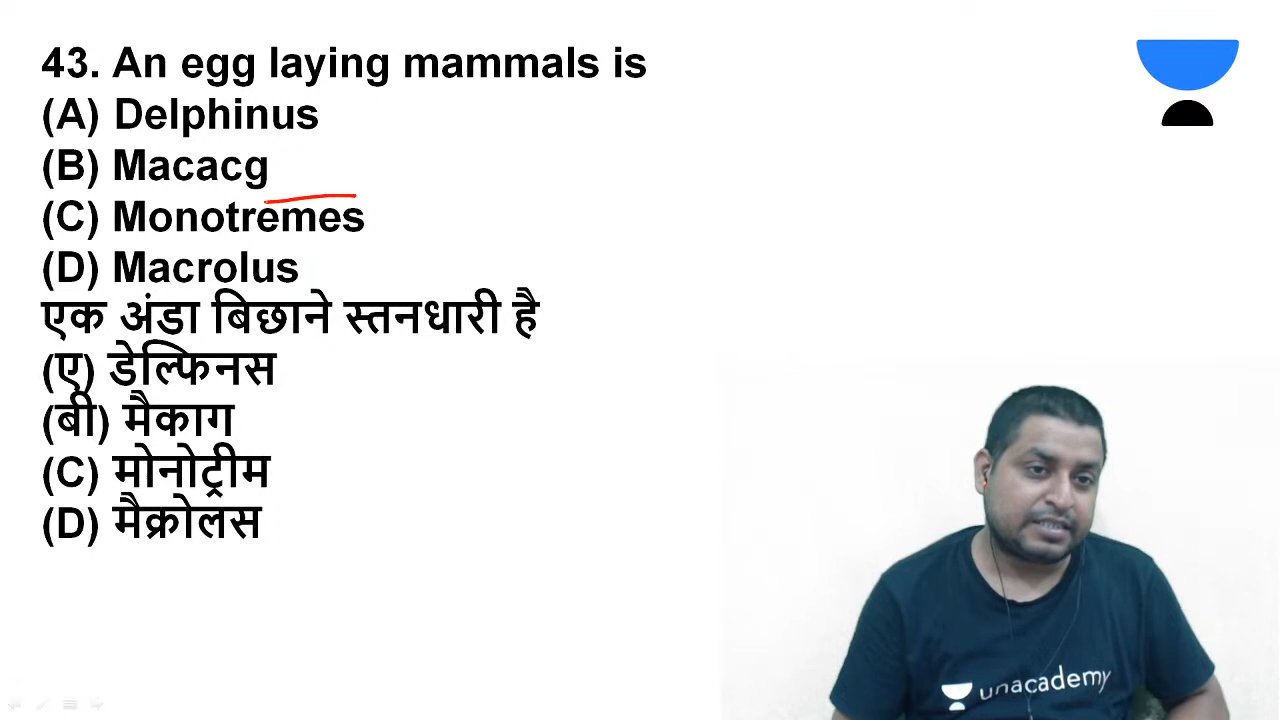 43. An egg laying mammals is
(A) Delphinus
(B) Macacg
(C) Monotremes
(D) Macrolus
एक अंडा बिछाने स्तनधारी है
(ए) डेल्फिनस
(बी) मैकाग
(C) मोनोट्रीम
(D) मैक्रोलस
unacademy